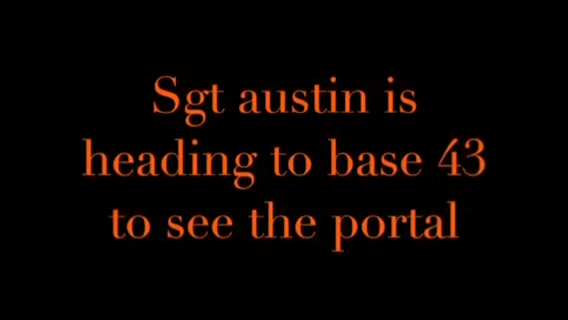 Sgt austin is
heading to base 43
to see the portal